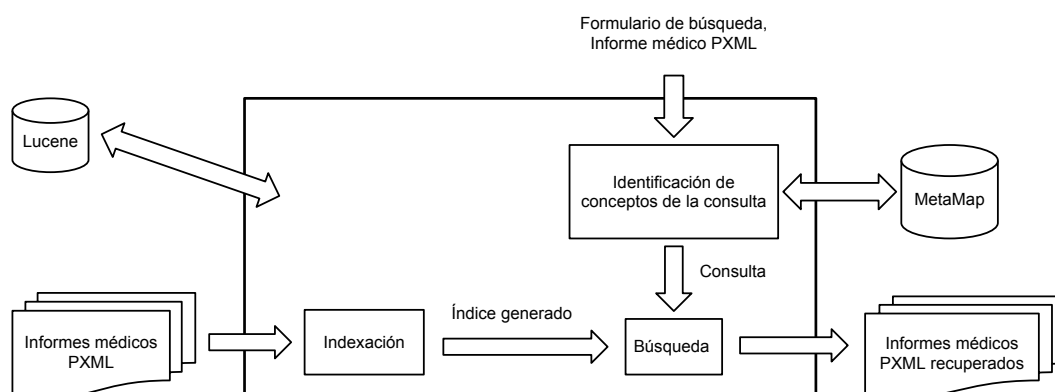 Formulario de búsqueda,
Informe médico PXML
Lucene
Identificación de
conceptos de la consulta
MetaMap
Consulta
Índice generado
Informes médicos
PXML
Indexación
Búsqueda
Informes médicos
PXML recuperados